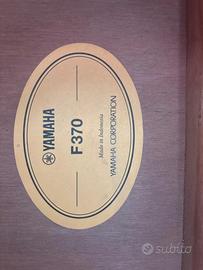 YAMAHA
F370
Made in Indonesia
YAMAHA CORPORATION
subito